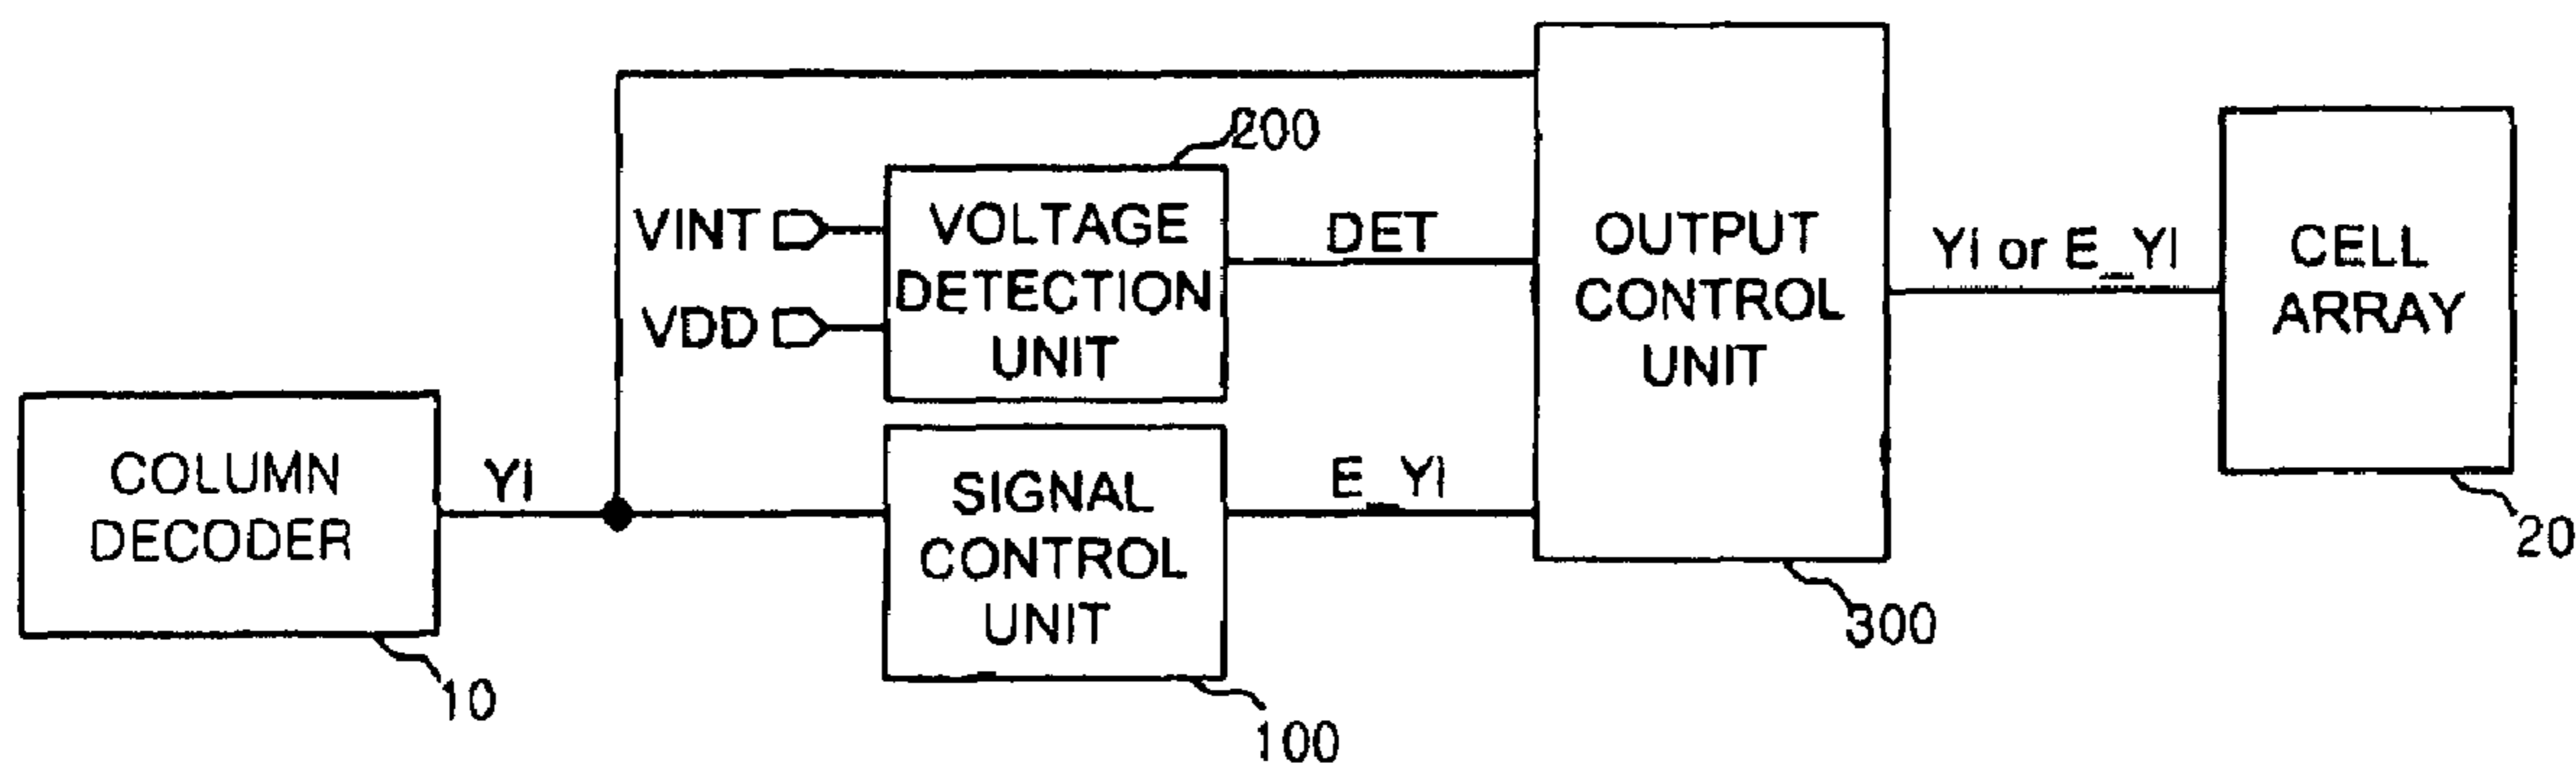 200
VINT
VDD
VOLTAGE
DETECTION
UNIT
DET
OUTPUT
CONTROL
UNIT
YI or E_YI
CELL
ARRAY
20
COLUMN
DECODER
10
YI
SIGNAL
CONTROL
UNIT
100
E_YI
300